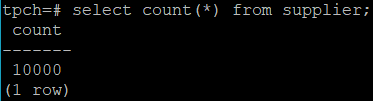 tpch=# select count(*) from supplier;
count
-------
10000
(1 row)